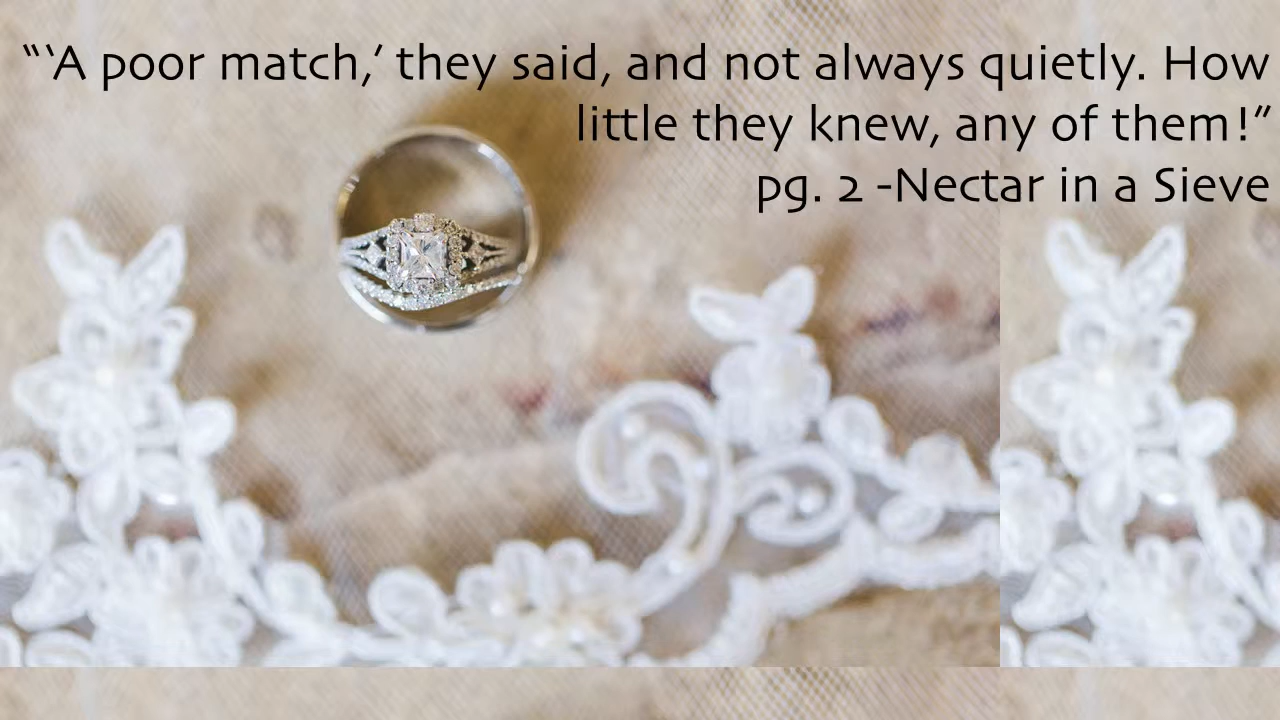 “‘A poor match,’ they said, and not always quietly. How
little they knew, any of them!”
pg. 2 -Nectar in a Sieve